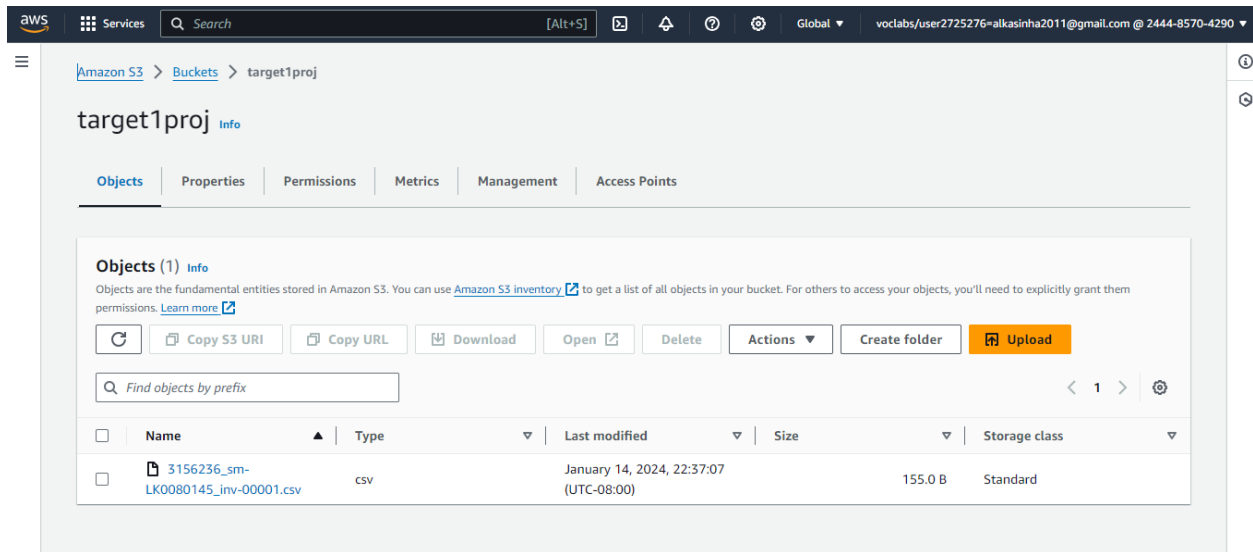 aws Services Search [Alt+S] Global voclabs/user2725276=alkasinha2011@gmail.com @ 2444-8570-4290
Amazon S3 > Buckets > target1proj
target1proj Info
Objects Properties Permissions Metrics Management Access Points
Objects (1) Info
Objects are the fundamental entities stored in Amazon S3. You can use Amazon S3 inventory to get a list of all objects in your bucket. For others to access your objects, you'll need to explicitly grant them
permissions. Learn more
Copy S3 URI Copy URL Download Open Delete Actions Create folder Upload
Find objects by prefix
< 1 >
Name Type Last modified Size Storage class
3156236_sm-
LK0080145_inv-00001.csv
csv
January 14, 2024, 22:37:07
(UTC-08:00)
155.0 B
Standard